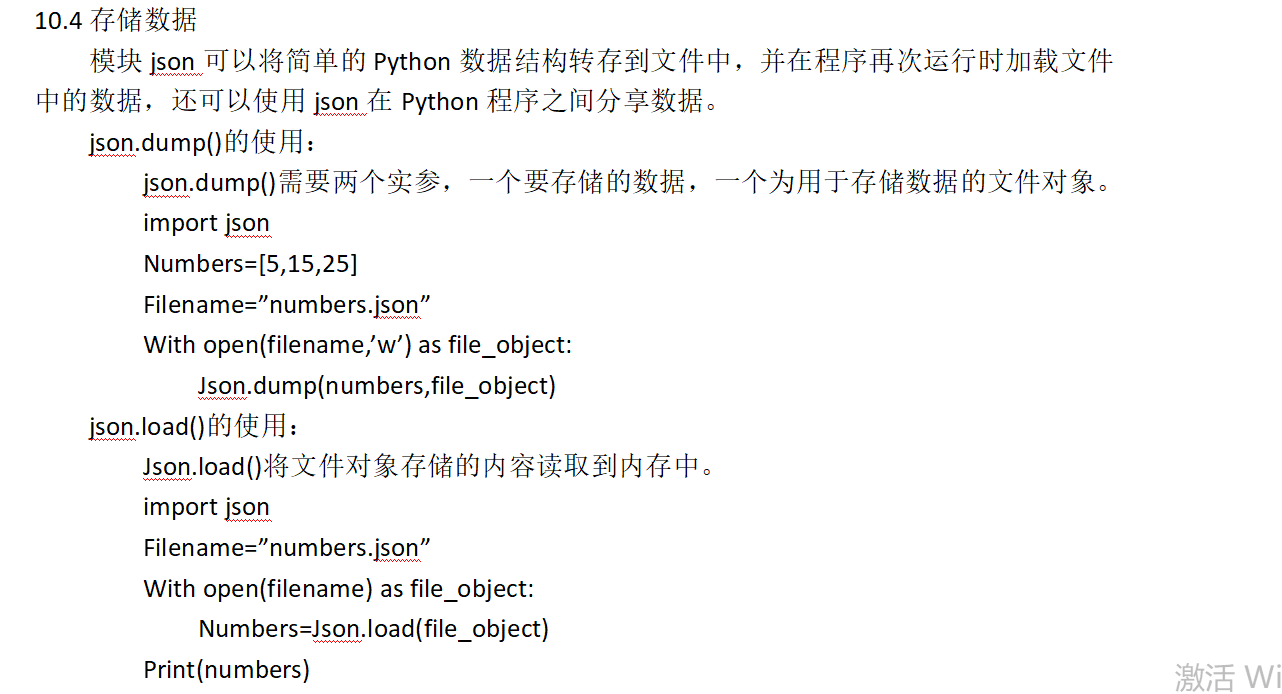 10.4 存储数据
模块 json 可以将简单的 Python 数据结构转存到文件中，并在程序再次运行时加载文件
中的数据，还可以使用 json 在 Python 程序之间分享数据。
json.dump()的使用：
json.dump()需要两个实参，一个要存储的数据，一个为用于存储数据的文件对象。
import json
Numbers=[5,15,25]
Filename=”numbers.json”
With open(filename,’w’) as file_object:
Json.dump(numbers,file_object)
json.load()的使用：
Json.load()将文件对象存储的内容读取到内存中。
import json
Filename=”numbers.json”
With open(filename) as file_object:
Numbers=Json.load(file_object)
Print(numbers)
激活 Wi